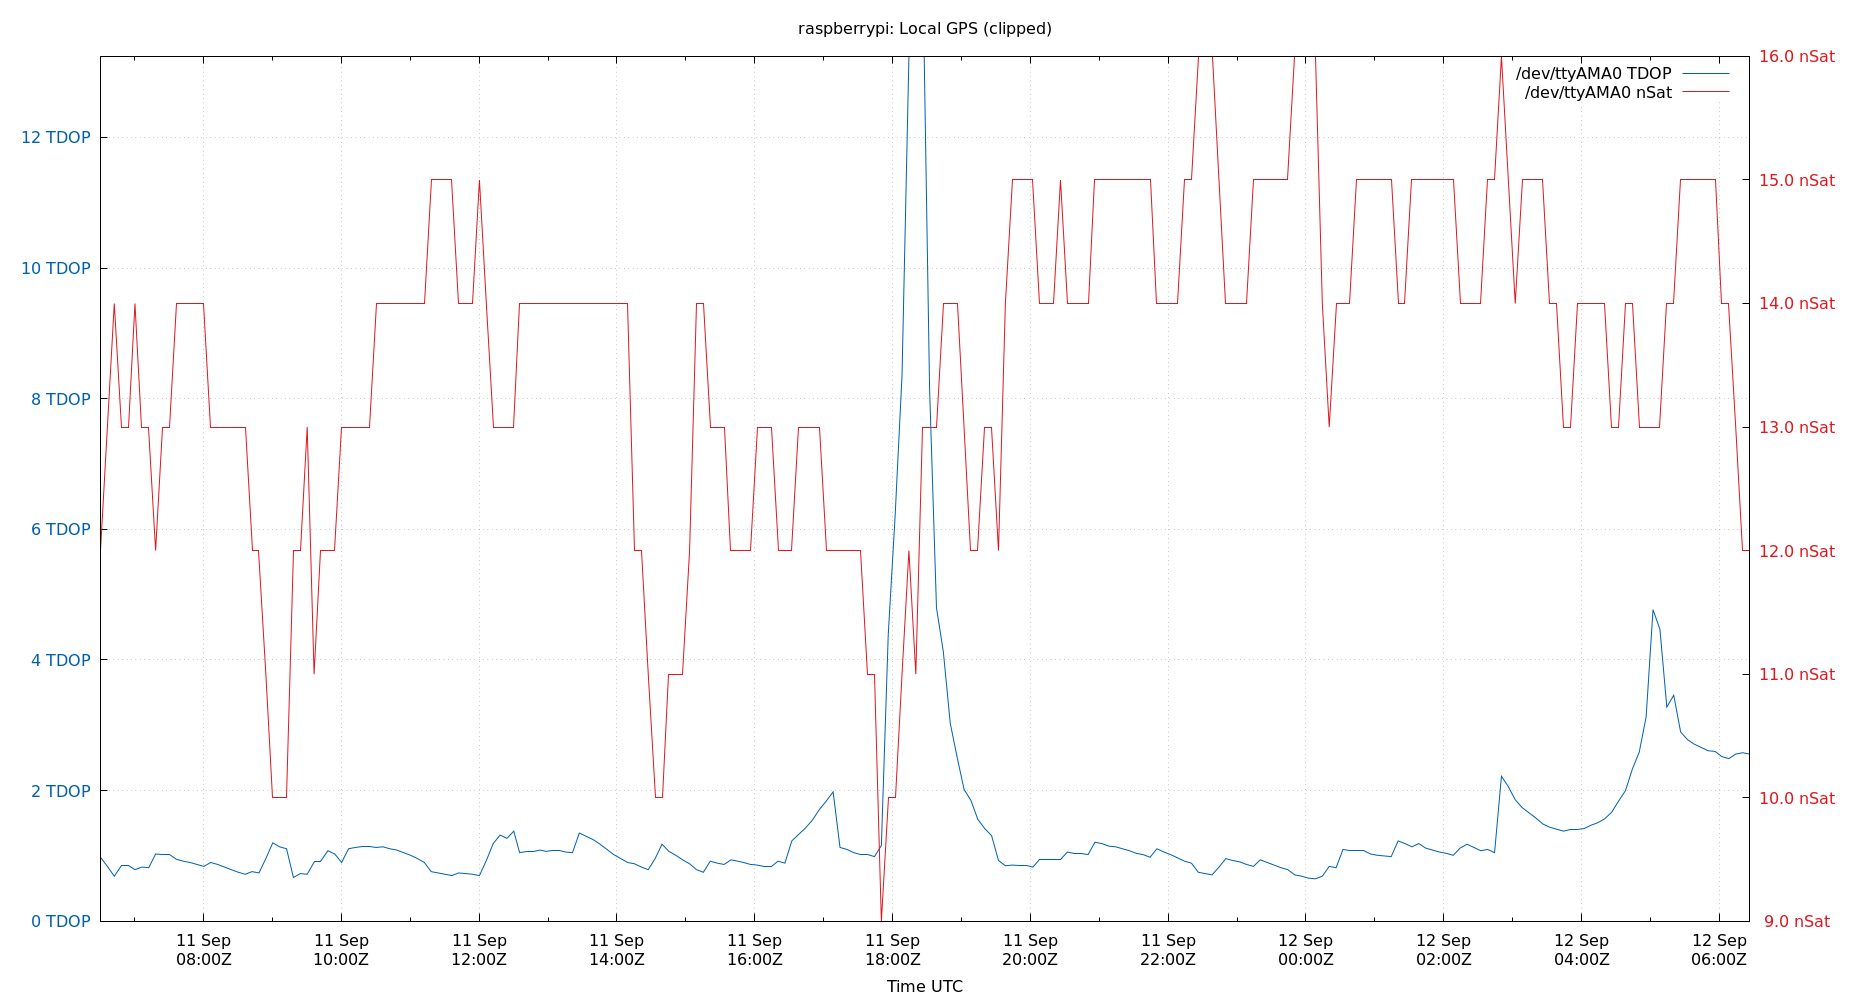 raspberrypi: Local GPS (clipped)
/dev/ttyAMA0 TDOP
/dev/ttyAMA0 nSat
12 TDOP
10 TDOP
8 TDOP
6 TDOP
4 TDOP
2 TDOP
0 TDOP
16.0 nSat
15.0 nSat
14.0 nSat
13.0 nSat
12.0 nSat
11.0 nSat
10.0 nSat
9.0 nSat
11 Sep
08:00Z
11 Sep
10:00Z
11 Sep
12:00Z
11 Sep
14:00Z
11 Sep
16:00Z
11 Sep
18:00Z
11 Sep
20:00Z
11 Sep
22:00Z
12 Sep
00:00Z
12 Sep
02:00Z
12 Sep
04:00Z
12 Sep
06:00Z
Time UTC